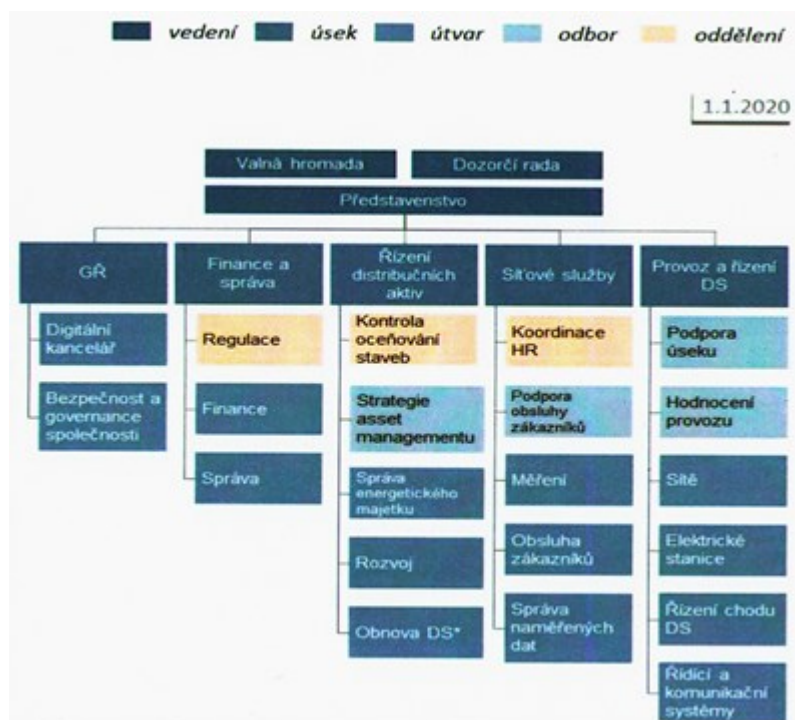 vedení úsek útvar odbor oddělení
1.1.2020
Valná hromada
Dozorčí rada
Představenstvo
GŘ
Finance a
správa
Řízení
distribučních
aktiv
Síťové služby
Provoz a řízení
DS
Digitální
kancelář
Bezpečnost a
governance
společnosti
Regulace
Finance
Správa
Kontrola
oceňování
staveb
Strategie
asset
managementu
Správa
energetického
majetku
Rozvoj
Obnova DS*
Koordinace
HR
Podpora
obsluhy
zákazníků
Měření
Obsluha
zákazníků
Správa
naměřených
dat
Podpora
úseku
Hodnocení
provozu
Sítě
Elektrické
stanice
Řízení chodu
DS
Řídící a
komunikační
systémy